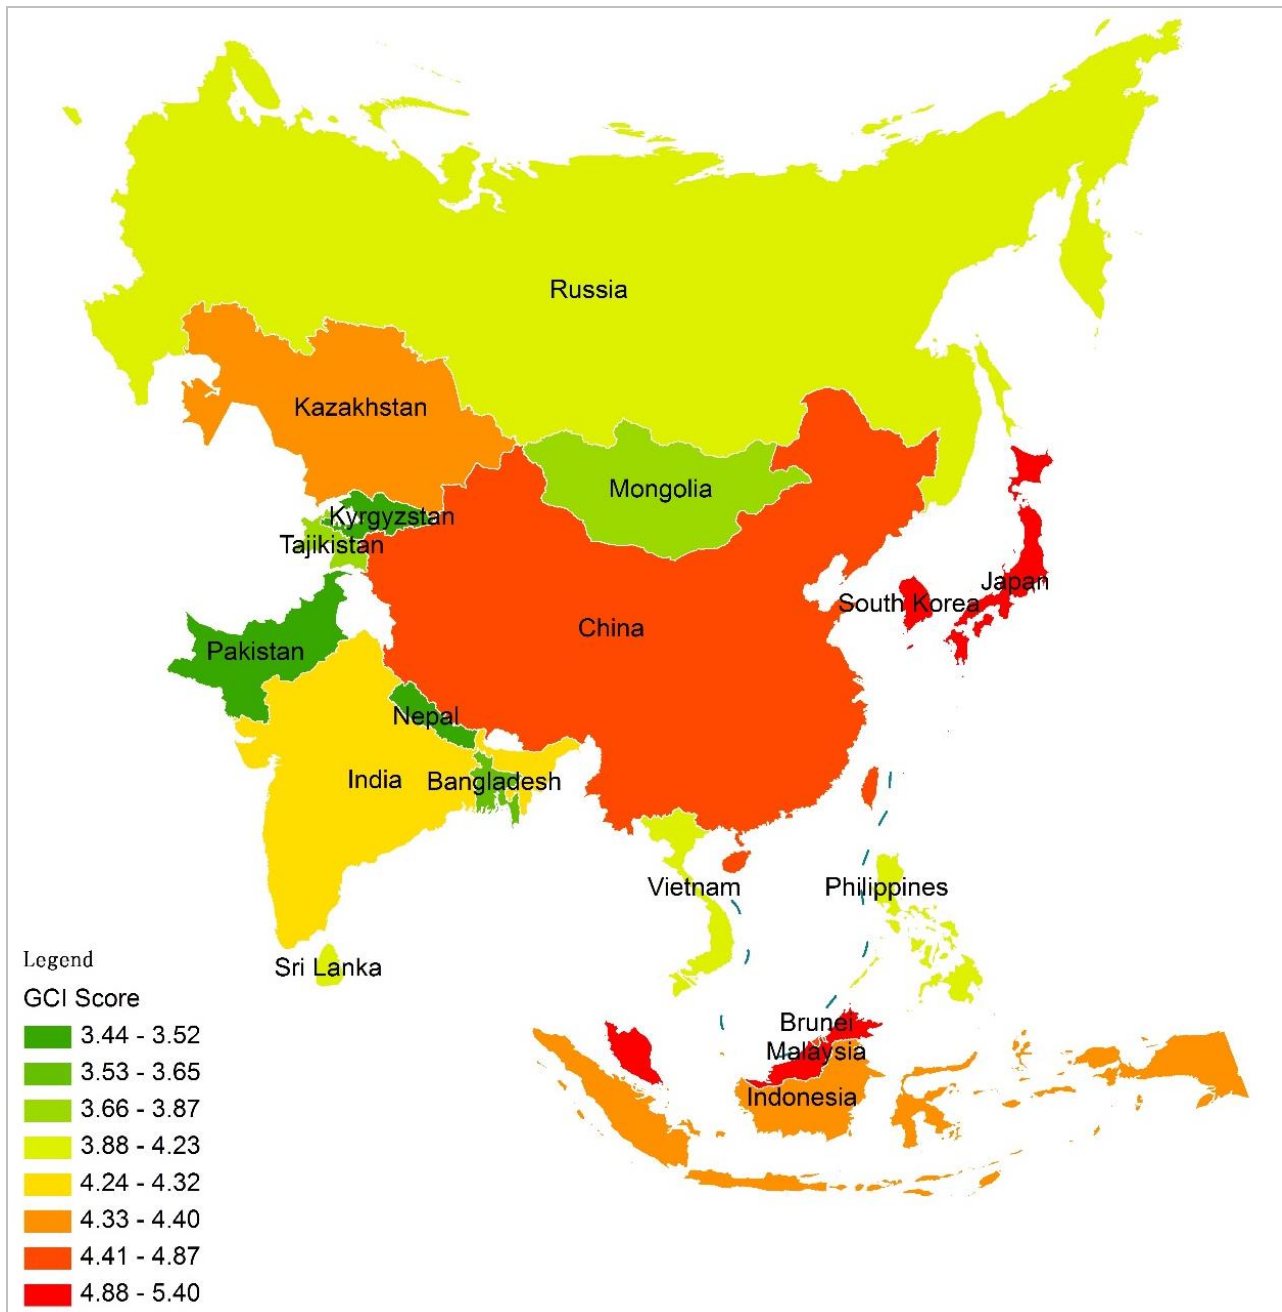 Russia
Kazakhstan
Mongolia
Kyrgyzstan
Tajikistan
Japan
South Korea
China
Pakistan
Nepal
India
Bangladesh
Vietnam
Philippines
Sri Lanka
Brunei
Malaysia
Indonesia
Legend
GCI Score
3.44 - 3.52
3.53 - 3.65
3.66 - 3.87
3.88 - 4.23
4.24 - 4.32
4.33 - 4.40
4.41 - 4.87
4.88 - 5.40